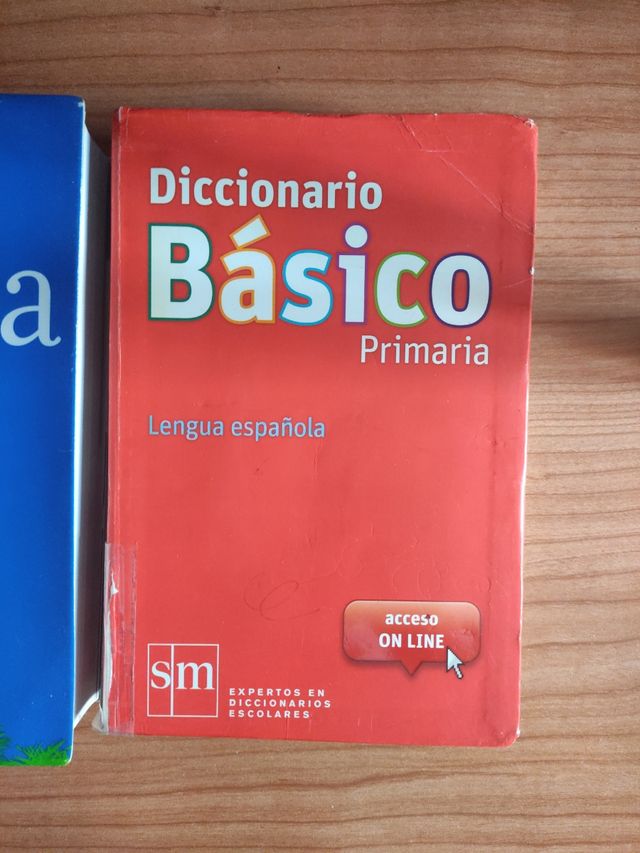 a
Diccionario
Básico
Primaria
Lengua española
acceso
ON LINE
sm
EXPERTOS EN
DICCIONARIOS
ESCOLARES